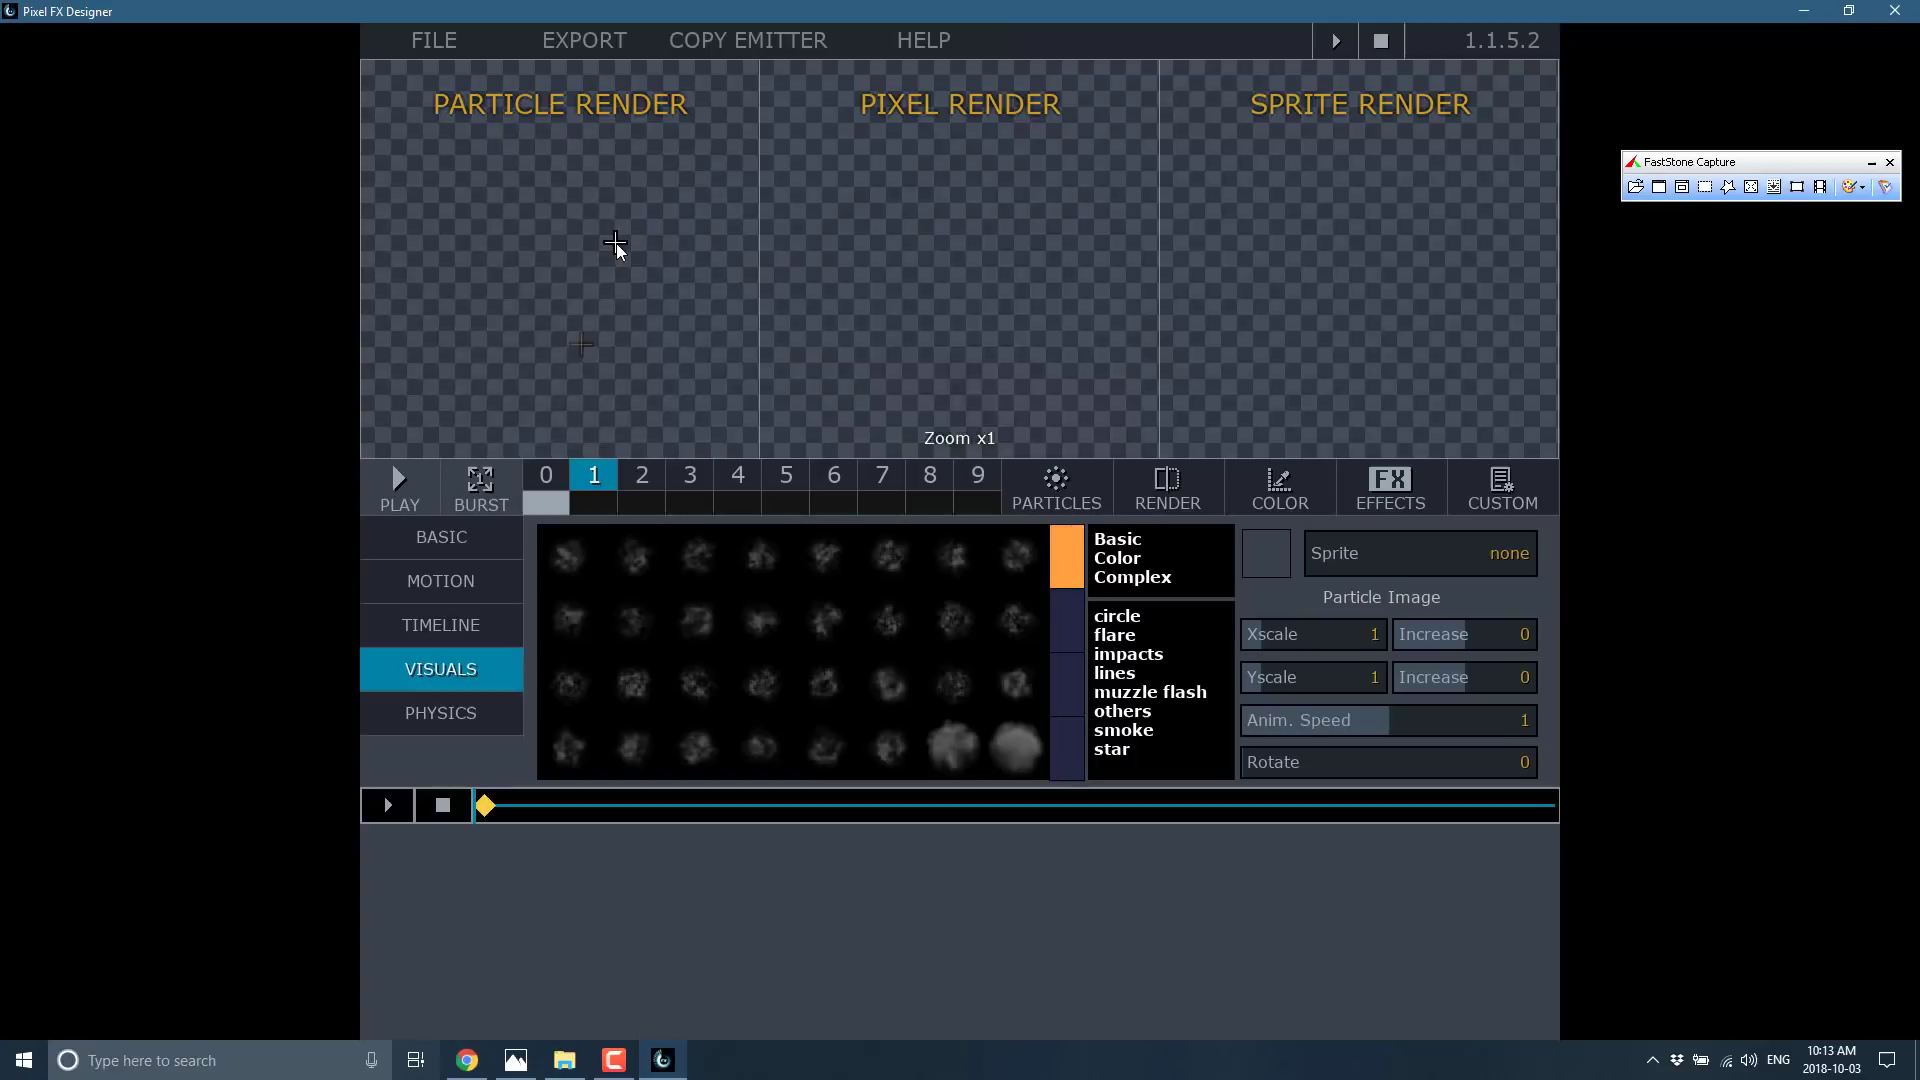 Pixel FX Designer
FILE EXPORT COPY EMITTER HELP 1.1.5.2
PARTICLE RENDER PIXEL RENDER SPRITE RENDER
FastStone Capture
Zoom x1
PLAY 1 BURST 0 1 2 3 4 5 6 7 8 9 PARTICLES RENDER COLOR FX EFFECTS CUSTOM
BASIC
MOTION
TIMELINE
VISUALS
PHYSICS
Basic
Color
Complex
circle
flare
impacts
lines
muzzle flash
others
smoke
star
Sprite none
Particle Image
Xscale 1 Increase 0
Yscale 1 Increase 0
Anim. Speed 1
Rotate 0
Type here to search
ENG
10:13 AM
2018-10-03